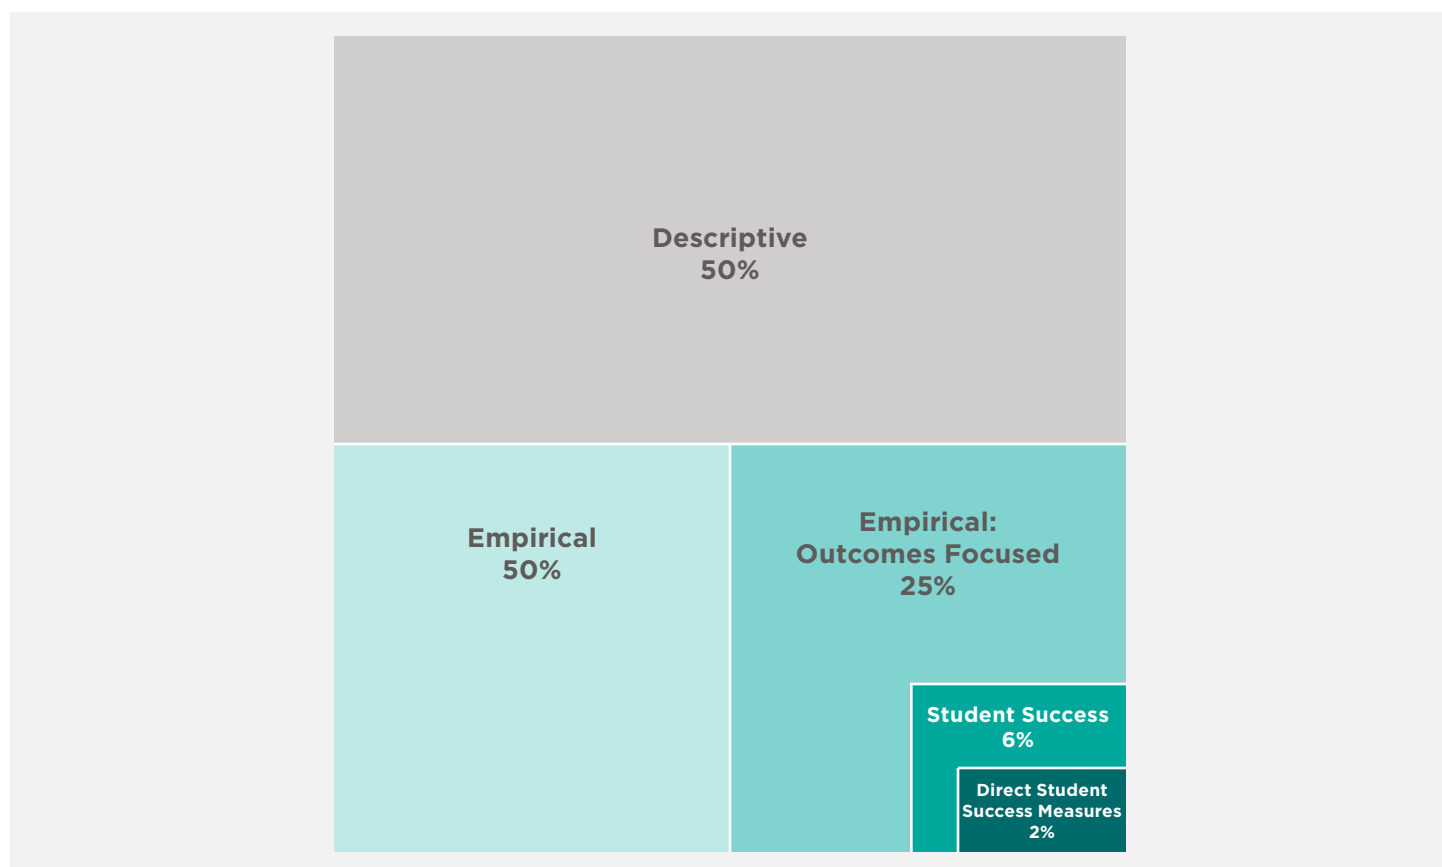 Descriptive
50%
Empirical
50%
Empirical:
Outcomes Focused
25%
Student Success
6%
Direct Student
Success Measures
2%